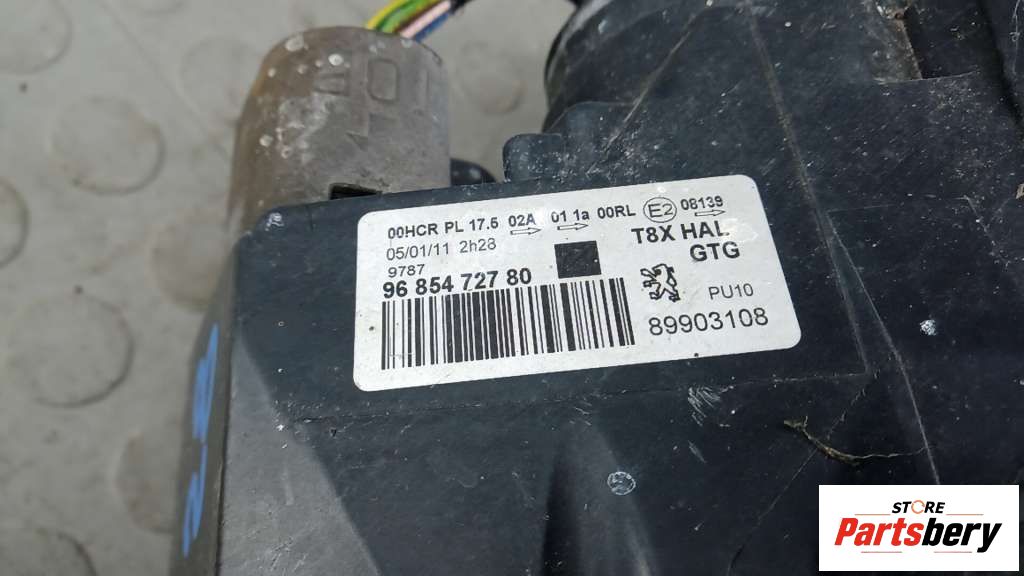 00HCR PL 17.5 02A 01 1a 00RL E2 08139
05/01/11 2h28
T8X HAL
9787
GTG
96 854 727 80
PU10
89903108
STORE
Partsbery